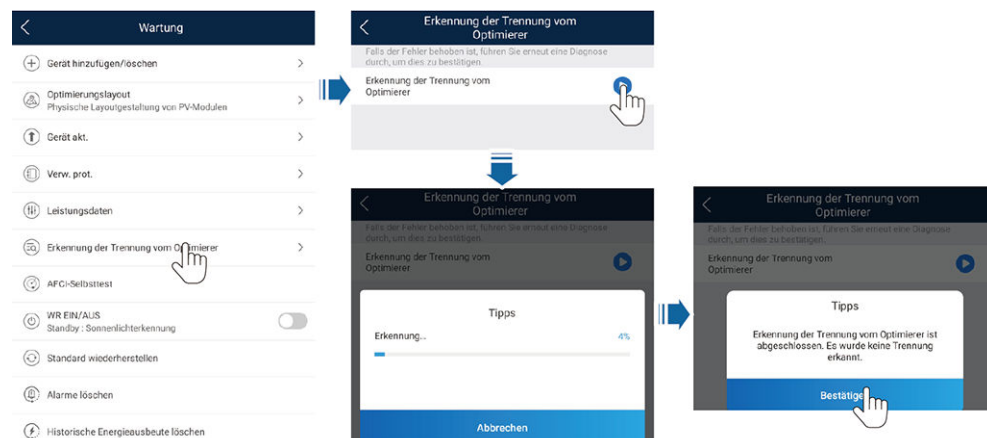 Wartung
Gerät hinzufügen/löschen
Optimierungslayout
Physische Layoutgestaltung von PV-Modulen
Gerät akt.
Verw. prot.
Leistungsdaten
Erkennung der Trennung vom Optimierer
AFCI-Selbsttest
WR EIN/AUS
Standby : Sonnenlichterkennung
Standard wiederherstellen
Alarme löschen
Historische Energieausbeute löschen
Erkennung der Trennung vom
Optimierer
Falls der Fehler behoben ist, führen Sie erneut eine Diagnose
durch, um dies zu bestätigen.
Erkennung der Trennung vom
Optimierer
Erkennung der Trennung vom
Optimierer
Falls der Fehler behoben ist, führen Sie erneut eine Diagnose
durch, um dies zu bestätigen.
Erkennung der Trennung vom
Optimierer
Tipps
Erkennung...
4%
Abbrechen
Erkennung der Trennung vom
Optimierer
Falls der Fehler behoben ist, führen Sie erneut eine Diagnose
durch, um dies zu bestätigen.
Erkennung der Trennung vom
Optimierer
Tipps
Erkennung der Trennung vom Optimierer ist
abgeschlossen. Es wurde keine Trennung
erkannt.
Bestätigen